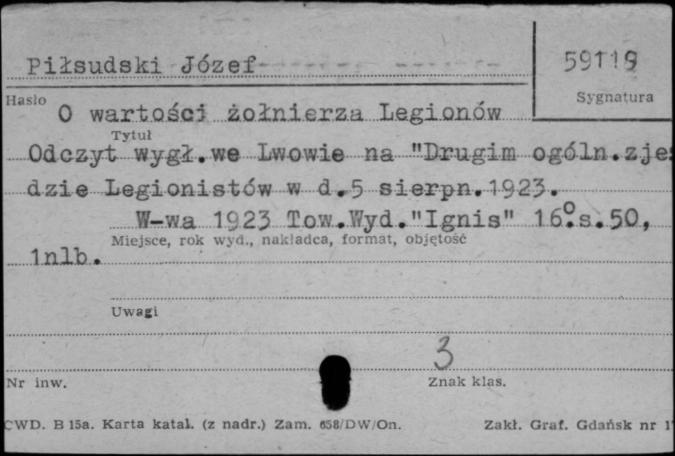 Piłsudski Józef
59119
Hasło
Sygnatura
O wartości żołnierza Legionów
Tytuł
Odczyt wygł.we Lwowie na "Drugim ogóln.zje
dzie Legionistów w d.5 sierpn.1923.
W-wa 1923 Tow.Wyd."Ignis" 16°.s.50,
Miejsce, rok wyd., nakładca, format, objętość
1nlb.
Uwagi
3
Nr inw.
Znak klas.
CWD. B 15a. Karta katal. (z nadr.) Zam. 658/DW/On.
Zakł. Graf. Gdańsk nr 1